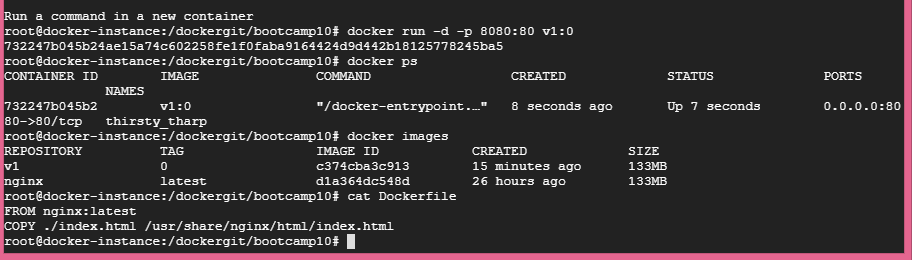 Run a command in a new container
root@docker-instance:/dockergit/bootcamp10# docker run -d -p 8080:80 v1:0
732247b045b24ae15a74c602258fe1f0faba9164424d9d442b18125778245ba5
root@docker-instance:/dockergit/bootcamp10# docker ps
CONTAINER ID IMAGE COMMAND CREATED STATUS PORTS
NAMES
732247b045b2 v1:0 "/docker-entrypoint.…" 8 seconds ago Up 7 seconds 0.0.0.0:80
80->80/tcp thirsty_tharp
root@docker-instance:/dockergit/bootcamp10# docker images
REPOSITORY TAG IMAGE ID CREATED SIZE
v1 0 c374cba3c913 15 minutes ago 133MB
nginx latest d1a364dc548d 26 hours ago 133MB
root@docker-instance:/dockergit/bootcamp10# cat Dockerfile
FROM nginx:latest
COPY ./index.html /usr/share/nginx/html/index.html
root@docker-instance:/dockergit/bootcamp10#